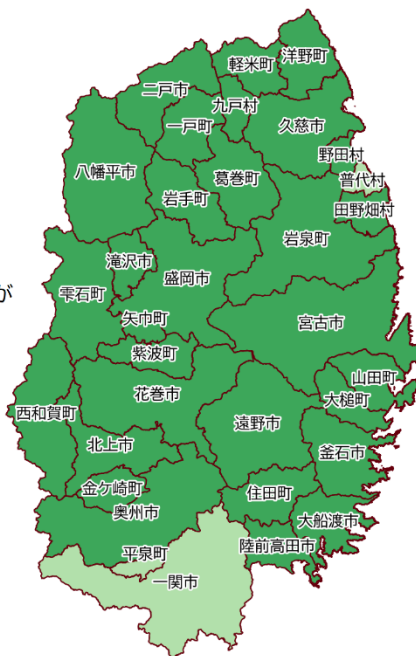 洋野町
軽米町
二戸市
九戸村
一戸町
久慈市
野田村
普代村
八幡平市
葛巻町
岩手町
田野畑村
岩泉町
滝沢市
盛岡市
雫石町
が
矢巾町
宮古市
紫波町
山田町
花巻市
大槌町
西和賀町
遠野市
北上市
釜石市
金ケ崎町
住田町
奥州市
大船渡市
陸前高田市
平泉町
一関市